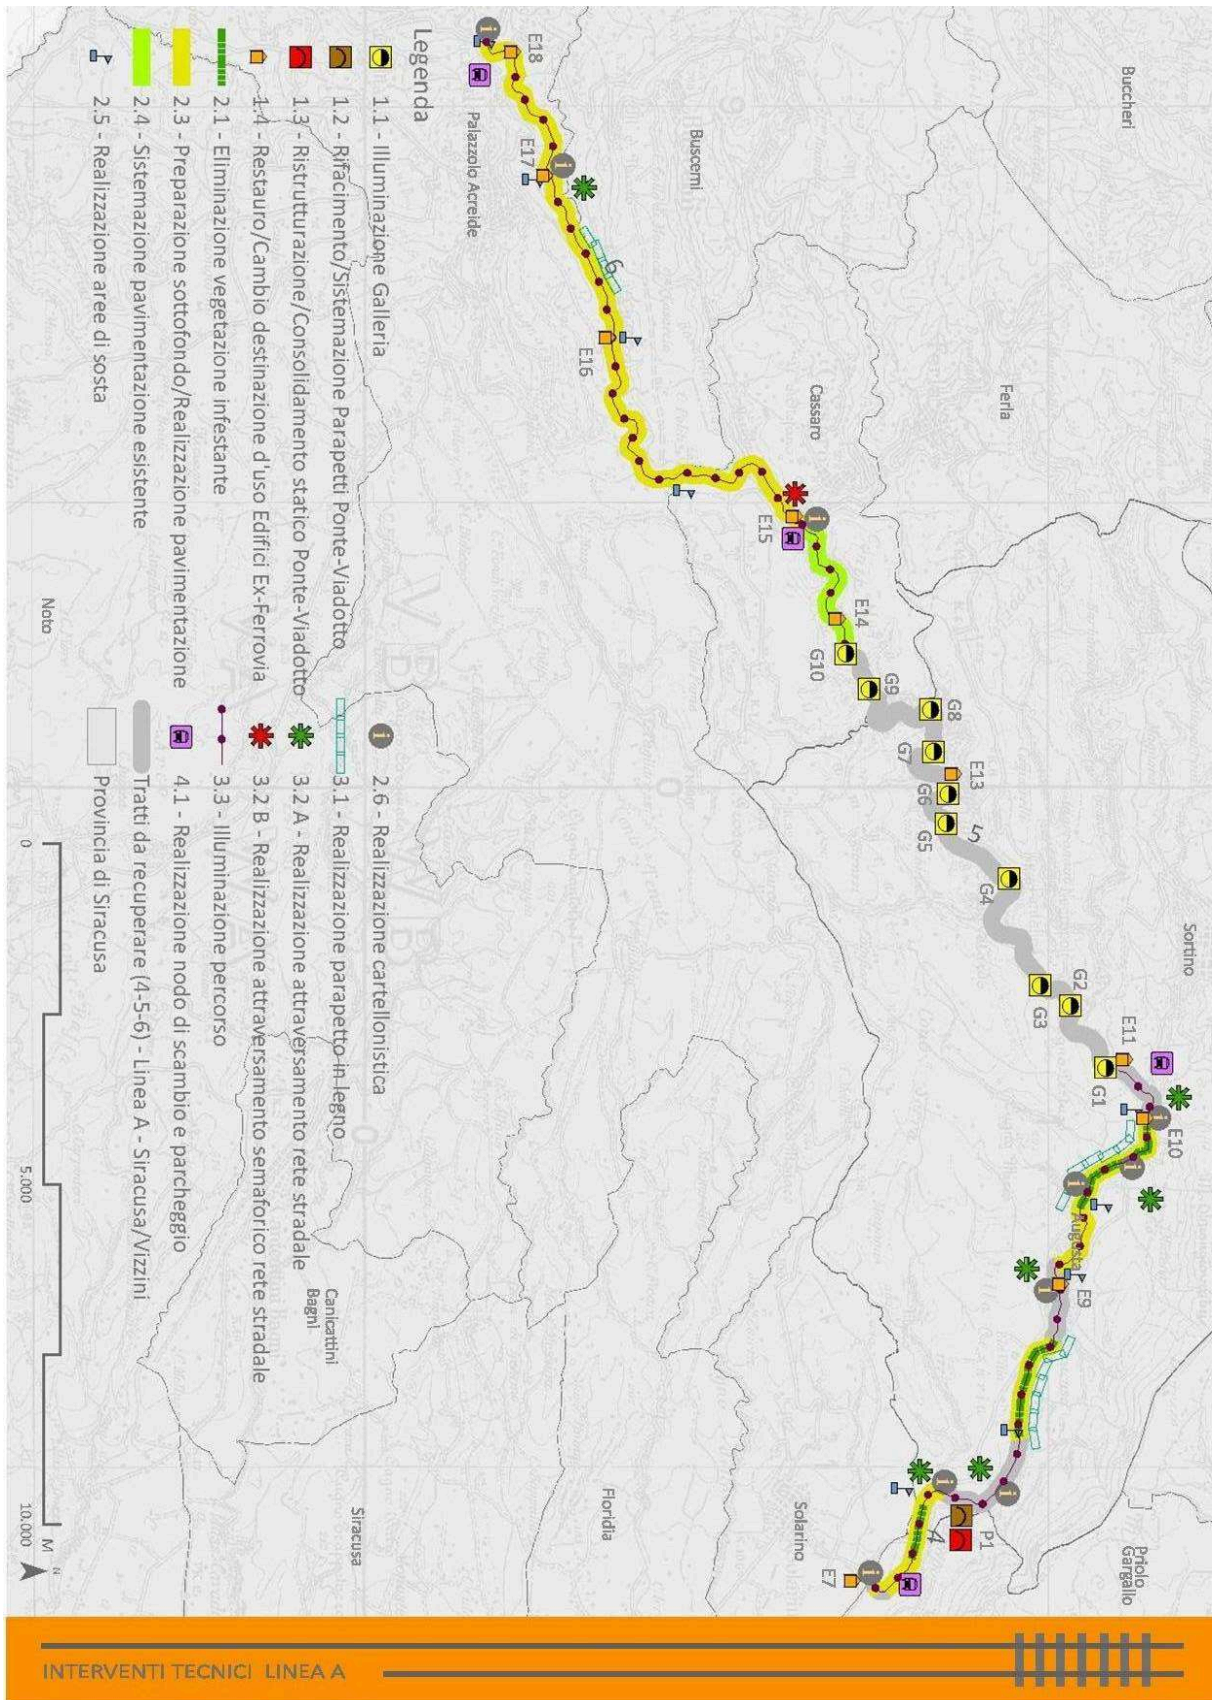 Buccheri
Buscemi
Ferla
Cassaro
Palazzolo Acreide
Noto
Sortino
Augusta
Priolo
Gargallo
Solarino
Floridia
Canicattini
Bagni
Siracusa
E18
E17
6
E16
E15
E14
G10
G9
G8
G7
E13
G6
G5
5
G4
G3
G2
G1
E11
E10
E9
P1
4
E7
Legenda
1.1 - Illuminazione Galleria
1.2 - Rifacimento/Sistemazione Parapetti Ponte-Viadotto
1.3 - Ristrutturazione/Consolidamento statico Ponte-Viadotto
1.4 - Restauro/Cambio destinazione d'uso Edifici Ex-Ferrovia
2.1 - Eliminazione vegetazione infestante
2.3 - Preparazione sottofondo/Realizzazione pavimentazione
2.4 - Sistemazione pavimentazione esistente
2.5 - Realizzazione aree di sosta
2.6 - Realizzazione cartellonistica
3.1 - Realizzazione parapetto in legno
3.2 A - Realizzazione attraversamento rete stradale
3.2 B - Realizzazione attraversamento semaforico rete stradale
3.3 - Illuminazione percorso
4.1 - Realizzazione nodo di scambio e parcheggio
Tratti da recuperare (4-5-6) - Linea A - Siracusa/Vizzini
Provincia di Siracusa
0
5.000
10.000
M
N
INTERVENTI TECNICI LINEA A